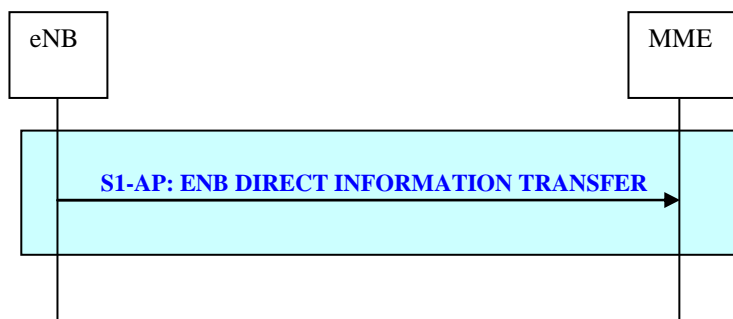 eNB
MME
S1-AP: ENB DIRECT INFORMATION TRANSFER